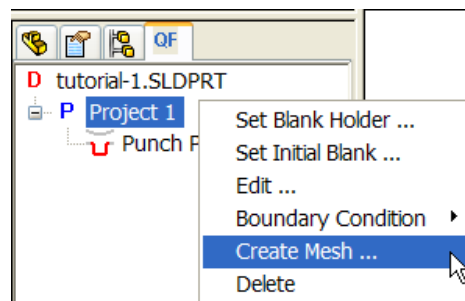 QF
D tutorial-1.SLDPRT
P Project 1
Punch P
Set Blank Holder ...
Set Initial Blank ...
Edit ...
Boundary Condition
Create Mesh ...
Delete